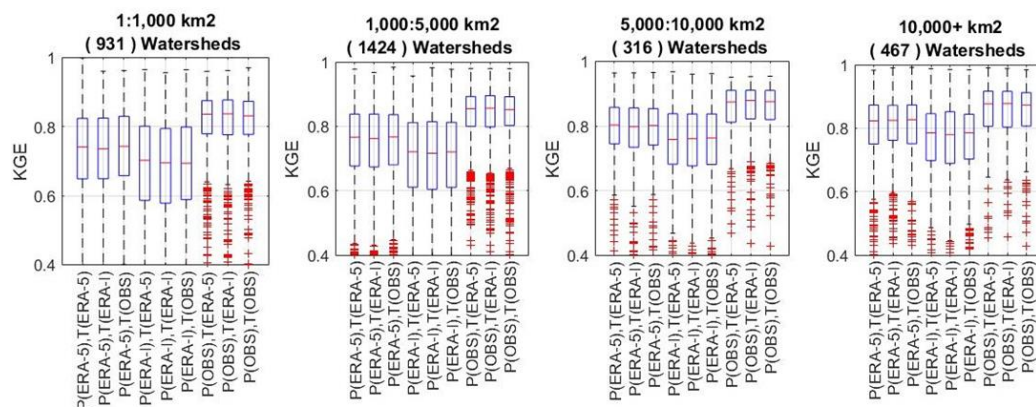 1:1,000 km2
( 931 ) Watersheds
KGE
1
0.8
0.6
0.4
P(ERA-5),T(ERA-5)
P(ERA-5),T(ERA-I)
P(ERA-5),T(OBS)
P(ERA-I),T(ERA-5)
P(ERA-I),T(ERA-I)
P(ERA-I),T(OBS)
P(OBS),T(ERA-5)
P(OBS),T(ERA-I)
P(OBS),T(OBS)
1,000:5,000 km2
( 1424 ) Watersheds
KGE
1
0.8
0.6
0.4
P(ERA-5),T(ERA-5)
P(ERA-5),T(ERA-I)
P(ERA-5),T(OBS)
P(ERA-I),T(ERA-5)
P(ERA-I),T(ERA-I)
P(ERA-I),T(OBS)
P(OBS),T(ERA-5)
P(OBS),T(ERA-I)
P(OBS),T(OBS)
5,000:10,000 km2
( 316 ) Watersheds
KGE
1
0.8
0.6
0.4
P(ERA-5),T(ERA-5)
P(ERA-5),T(ERA-I)
P(ERA-5),T(OBS)
P(ERA-I),T(ERA-5)
P(ERA-I),T(ERA-I)
P(ERA-I),T(OBS)
P(OBS),T(ERA-5)
P(OBS),T(ERA-I)
P(OBS),T(OBS)
10,000+ km2
( 467 ) Watersheds
KGE
1
0.8
0.6
0.4
P(ERA-5),T(ERA-5)
P(ERA-5),T(ERA-I)
P(ERA-5),T(OBS)
P(ERA-I),T(ERA-5)
P(ERA-I),T(ERA-I)
P(ERA-I),T(OBS)
P(OBS),T(ERA-5)
P(OBS),T(ERA-I)
P(OBS),T(OBS)